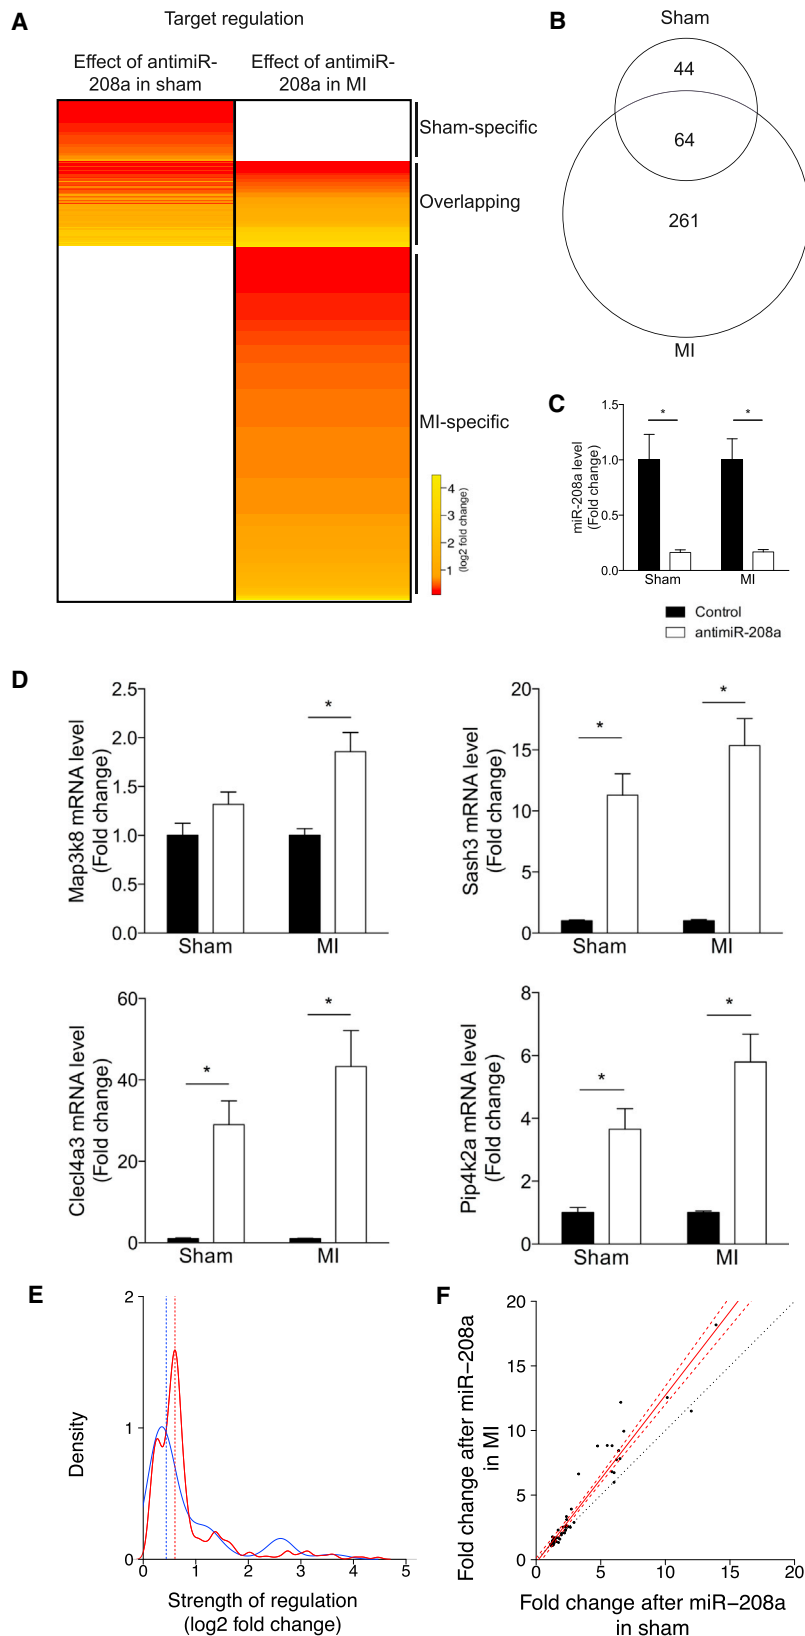 A
Target regulation
Effect of antimiR-
208a in sham
Effect of antimiR-
208a in MI
Sham-specific
Overlapping
MI-specific
4
3
2
1
(log2 fold change)
B
Sham
44
64
261
MI
C
miR-208a level
(Fold change)
1.5
1.0
0.5
0.0
*
*
Sham
MI
Control
antimiR-208a
D
Map3k8 mRNA level
(Fold change)
2.5
2.0
1.5
1.0
0.5
0.0
*
Sham
MI
Sash3 mRNA level
(Fold change)
20
15
10
5
0
*
*
Sham
MI
Clecl4a3 mRNA level
(Fold change)
60
40
20
0
*
*
Sham
MI
Pip4k2a mRNA level
(Fold change)
8
6
4
2
0
*
*
Sham
MI
E
Density
2
1
0
0
1
2
3
4
5
Strength of regulation
(log2 fold change)
F
Fold change after miR−208a
in MI
20
15
10
5
0
0
5
10
15
20
Fold change after miR−208a
in sham